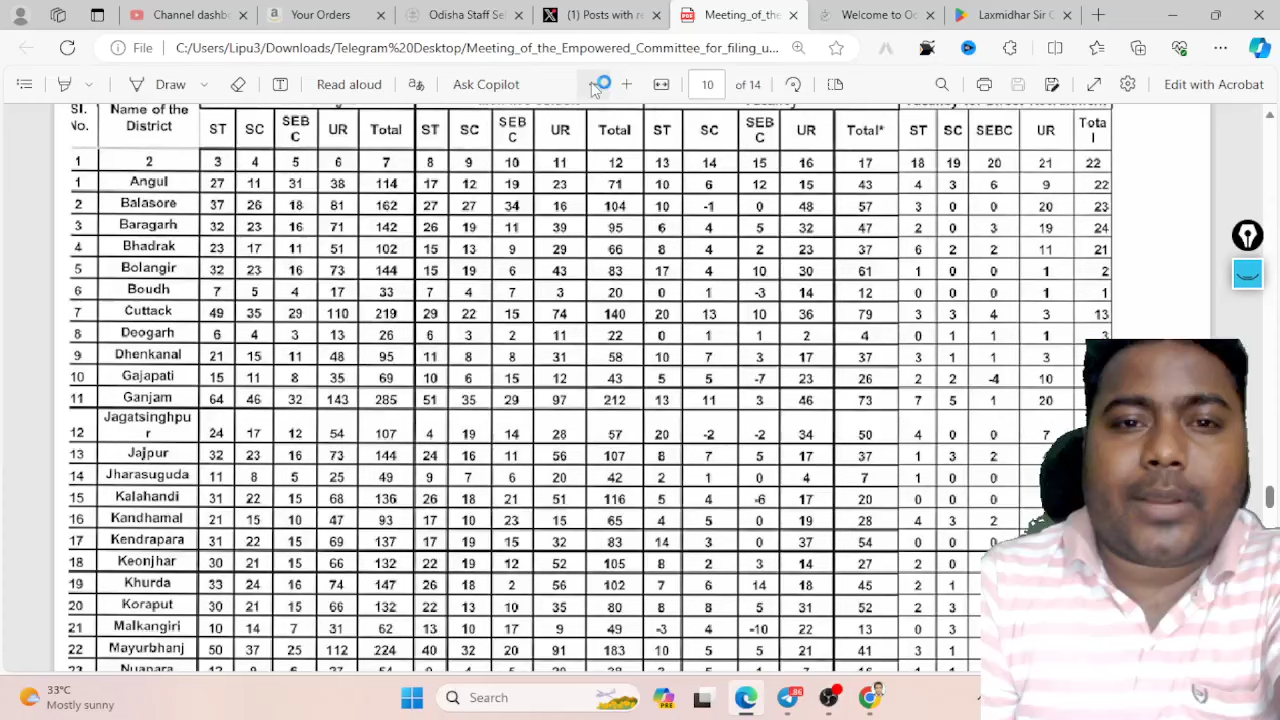 Channel dashb
Your Orders
Odisha Staff Sel
(1) Posts with re
Meeting_of_the
Welcome to Oc
Laxmidhar Sir C
File C:/Users/Lipu3/Downloads/Telegram%20Desktop/Meeting_of_the_Empowered_Committee_for_filing_u...
Draw Read aloud Ask Copilot 10 of 14 Edit with Acrobat
Name of the District ST SC SEB C UR Total ST SC SEB C UR Total ST SC SEB C UR Total* ST SC SEBC UR Tota l
1 2 3 4 5 6 7 8 9 10 11 12 13 14 15 16 17 18 19 20 21 22
1 Angul 27 11 31 38 114 17 12 19 23 71 10 6 12 15 43 4 3 6 9 22
2 Balasore 37 26 18 81 162 27 27 34 16 104 10 -1 0 48 57 3 0 0 20 23
3 Baragarh 32 23 16 71 142 26 19 11 39 95 6 4 5 32 47 2 0 3 19 24
4 Bhadrak 23 17 11 51 102 15 13 9 29 66 8 4 2 23 37 6 2 2 11 21
5 Bolangir 32 23 16 73 144 15 19 6 43 83 17 4 10 30 61 1 0 0 1 2
6 Boudh 7 5 4 17 33 7 4 7 3 20 0 1 -3 14 12 0 0 0 1 1
7 Cuttack 49 35 29 110 219 29 22 15 74 140 20 13 10 36 79 3 3 4 3 13
8 Deogarh 6 4 3 13 26 6 3 2 11 22 0 1 1 2 4 0 1 1 1 3
9 Dhenkanal 21 15 11 48 95 11 8 8 31 58 10 7 3 17 37 3 1 1 3
10 Gajapati 15 11 8 35 69 10 6 15 12 43 5 5 -7 23 26 2 2 -4 10
11 Ganjam 64 46 32 143 285 51 35 29 97 212 13 11 3 46 73 7 5 1 20
12 Jagatsinghpu r 24 17 12 54 107 4 19 14 28 57 20 -2 -2 34 50 4 0 0 7
13 Jajpur 32 23 16 73 144 24 16 11 56 107 8 7 5 17 37 1 3 2
14 Jharasuguda 11 8 5 25 49 9 7 6 20 42 2 1 0 4 7 1 0 0
15 Kalahandi 31 22 15 68 136 26 18 21 51 116 5 4 -6 17 20 0 0 0
16 Kandhamal 21 15 10 47 93 17 10 23 15 65 4 5 0 19 28 4 3 2
17 Kendrapara 31 22 15 69 137 17 19 15 32 83 14 3 0 37 54 0 0
18 Keonjhar 30 21 15 66 132 22 19 12 52 105 8 2 3 14 27 2 0
19 Khurda 33 24 16 74 147 26 18 2 56 102 7 6 14 18 45 2 1
20 Koraput 30 21 15 66 132 22 13 10 35 80 8 8 5 31 52 2 3
21 Malkangiri 10 14 7 31 62 13 10 17 9 49 -3 4 -10 22 13 0 3
22 Mayurbhanj 50 37 25 112 224 40 32 20 91 183 10 5 5 21 41 3 1
33°C
Mostly sunny
Search
86